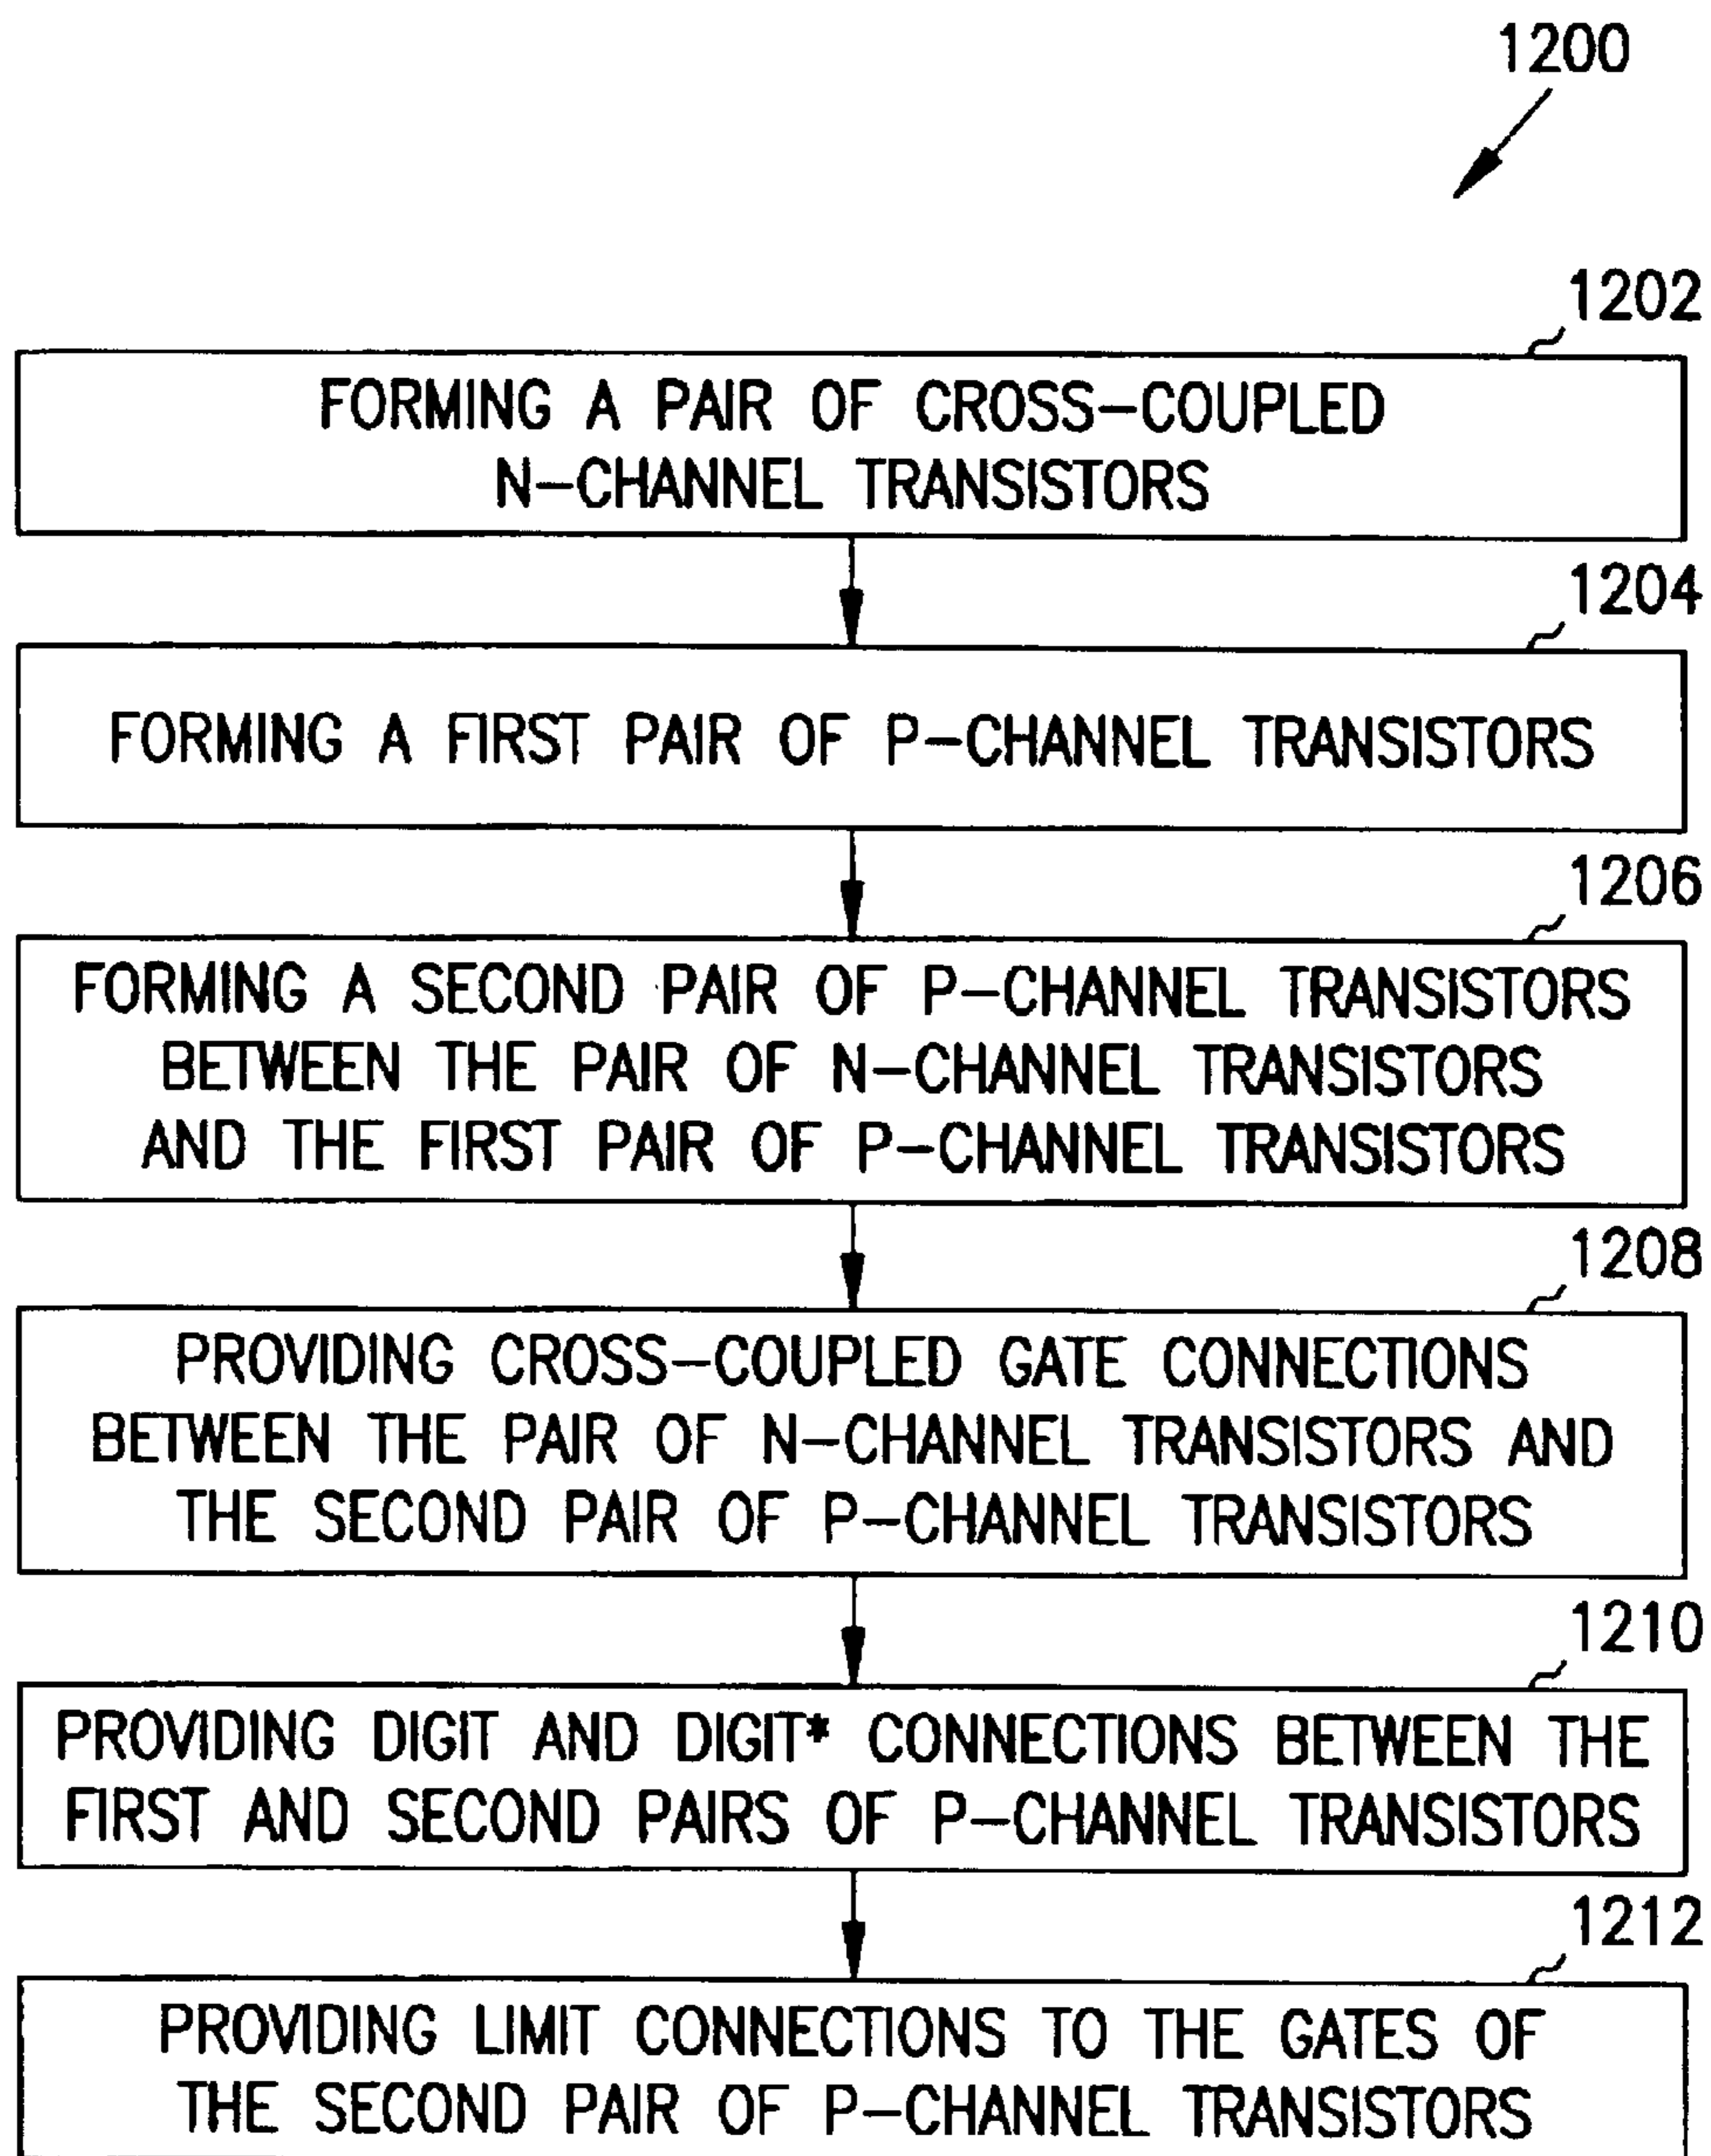 1200
1202
FORMING A PAIR OF CROSS–COUPLED
N–CHANNEL TRANSISTORS
1204
FORMING A FIRST PAIR OF P–CHANNEL TRANSISTORS
1206
FORMING A SECOND PAIR OF P–CHANNEL TRANSISTORS
BETWEEN THE PAIR OF N–CHANNEL TRANSISTORS
AND THE FIRST PAIR OF P–CHANNEL TRANSISTORS
1208
PROVIDING CROSS–COUPLED GATE CONNECTIONS
BETWEEN THE PAIR OF N–CHANNEL TRANSISTORS AND
THE SECOND PAIR OF P–CHANNEL TRANSISTORS
1210
PROVIDING DIGIT AND DIGIT* CONNECTIONS BETWEEN THE
FIRST AND SECOND PAIRS OF P–CHANNEL TRANSISTORS
1212
PROVIDING LIMIT CONNECTIONS TO THE GATES OF
THE SECOND PAIR OF P–CHANNEL TRANSISTORS